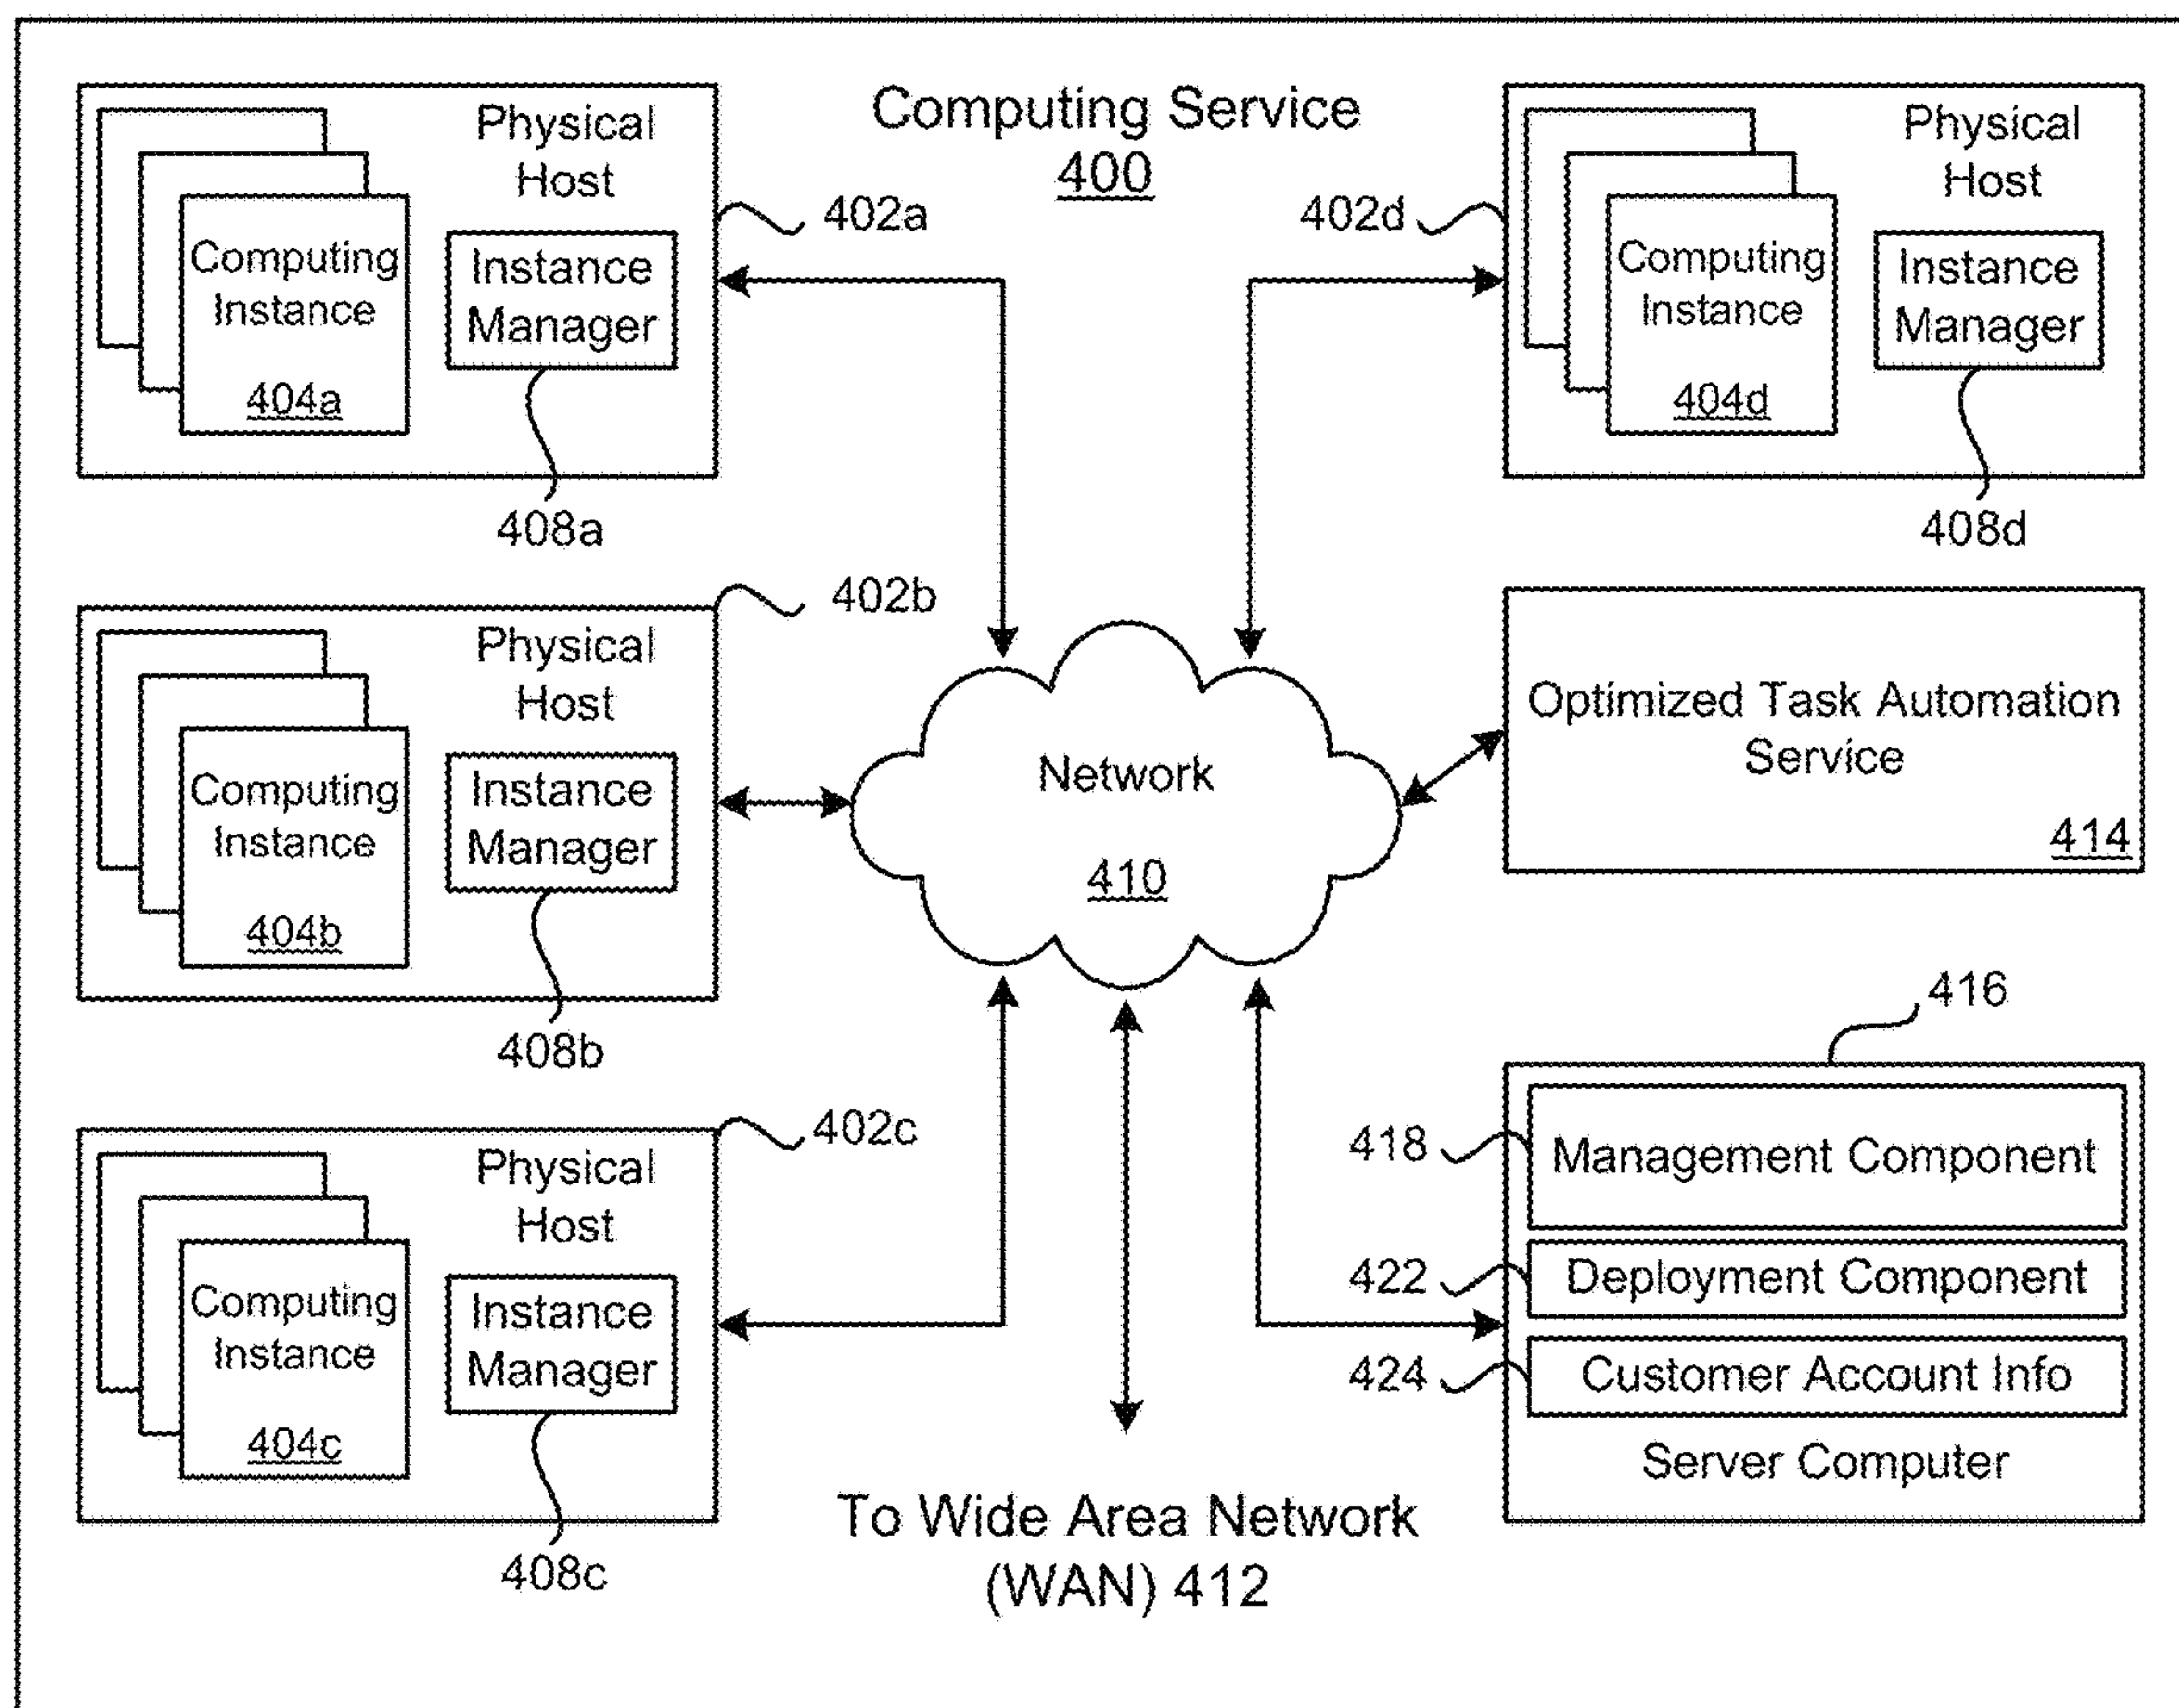 Computing Service
400
Physical
Host
Computing
Instance
404a
Instance
Manager
402a
408a
Physical
Host
Computing
Instance
404d
Instance
Manager
402d
408d
Physical
Host
Computing
Instance
404b
Instance
Manager
402b
408b
Network
410
Optimized Task Automation
Service
414
Physical
Host
Computing
Instance
404c
Instance
Manager
402c
408c
416
418
Management Component
422
Deployment Component
424
Customer Account Info
Server Computer
To Wide Area Network
(WAN) 412